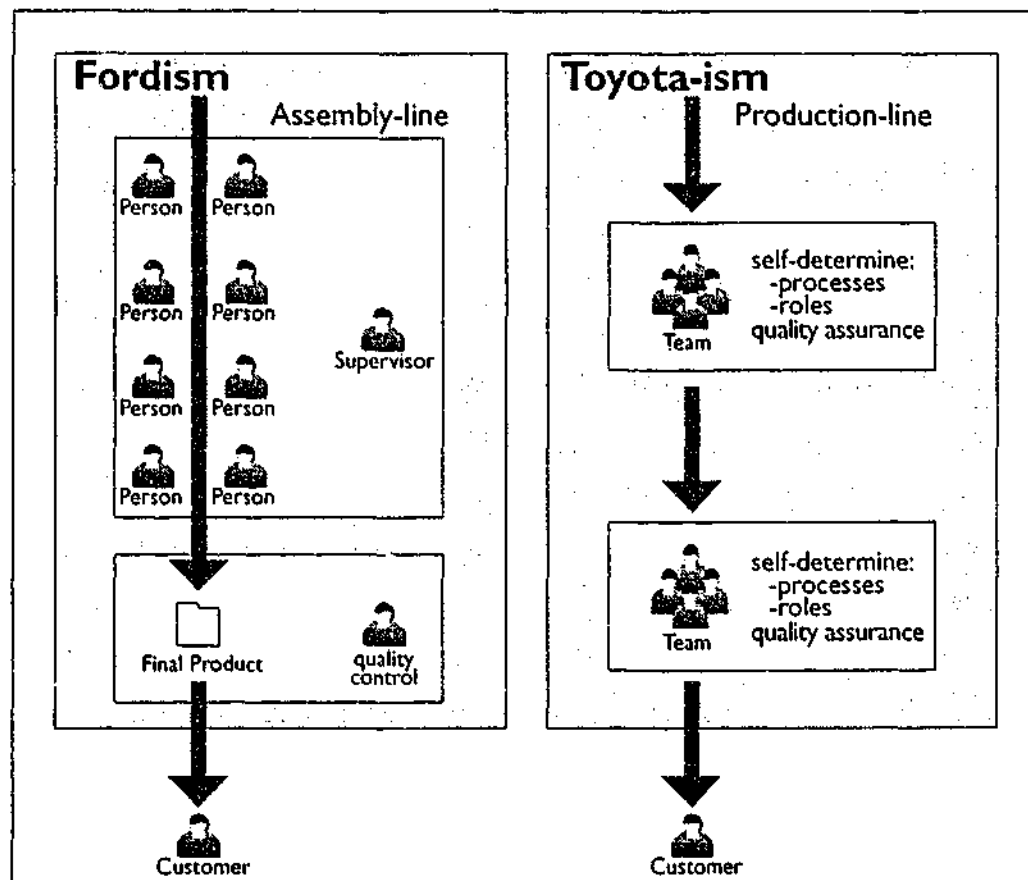 Fordism
Assembly-line
Person Person
Person Person
Supervisor
Person Person
Person Person
Final Product
quality
control
Customer
Toyota-ism
Production-line
self-determine:
-processes
-roles
quality assurance
Team
self-determine:
-processes
-roles
quality assurance
Team
Customer